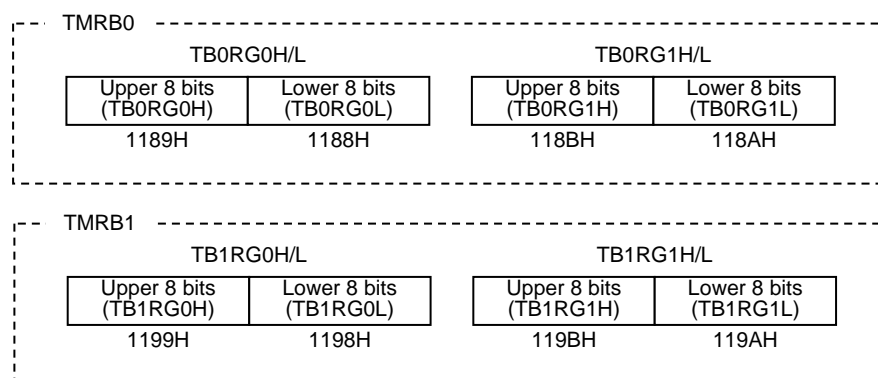 TMRB0
TB0RG0H/L TB0RG1H/L
Upper 8 bits Lower 8 bits Upper 8 bits Lower 8 bits
(TB0RG0H) (TB0RG0L) (TB0RG1H) (TB0RG1L)
1189H 1188H 118BH 118AH
TMRB1
TB1RG0H/L TB1RG1H/L
Upper 8 bits Lower 8 bits Upper 8 bits Lower 8 bits
(TB1RG0H) (TB1RG0L) (TB1RG1H) (TB1RG1L)
1199H 1198H 119BH 119AH